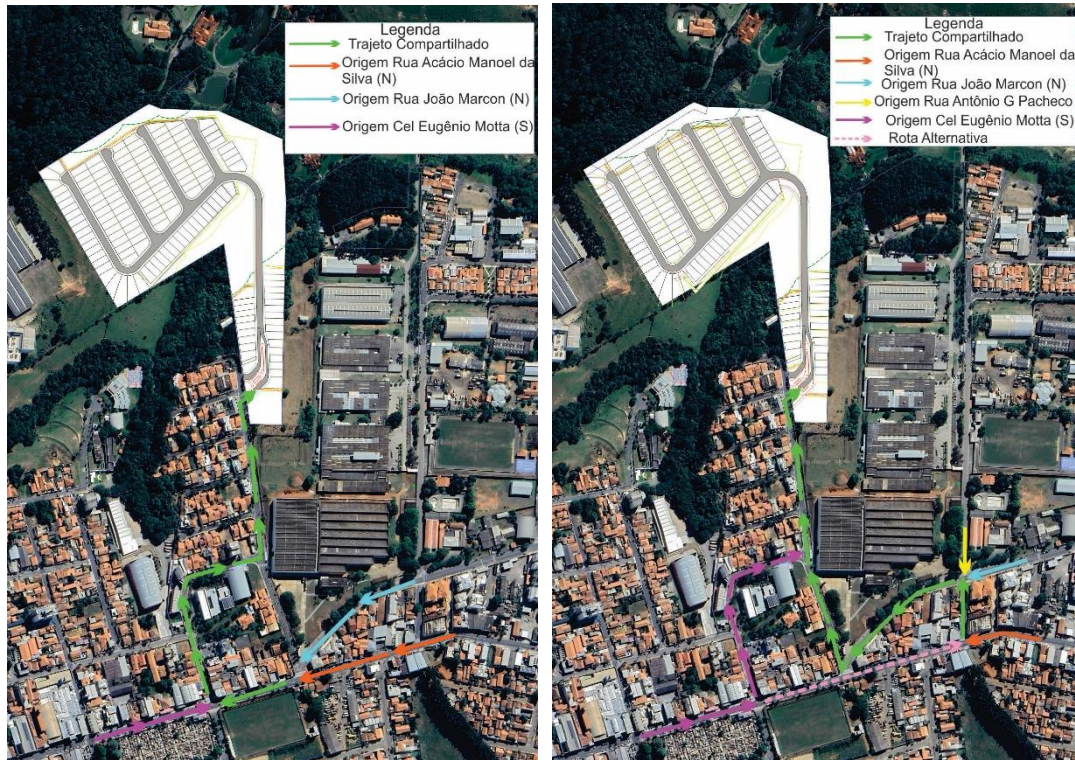 Legenda
Trajeto Compartilhado
Origem Rua Acácio Manoel da
Silva (N)
Origem Rua João Marcon (N)
Origem Cel Eugênio Motta (S)
Legenda
Trajeto Compartilhado
Origem Rua Acácio Manoel da
Silva (N)
Origem Rua João Marcon (N)
Origem Rua Antônio G Pacheco
Origem Cel Eugênio Motta (S)
Rota Alternativa